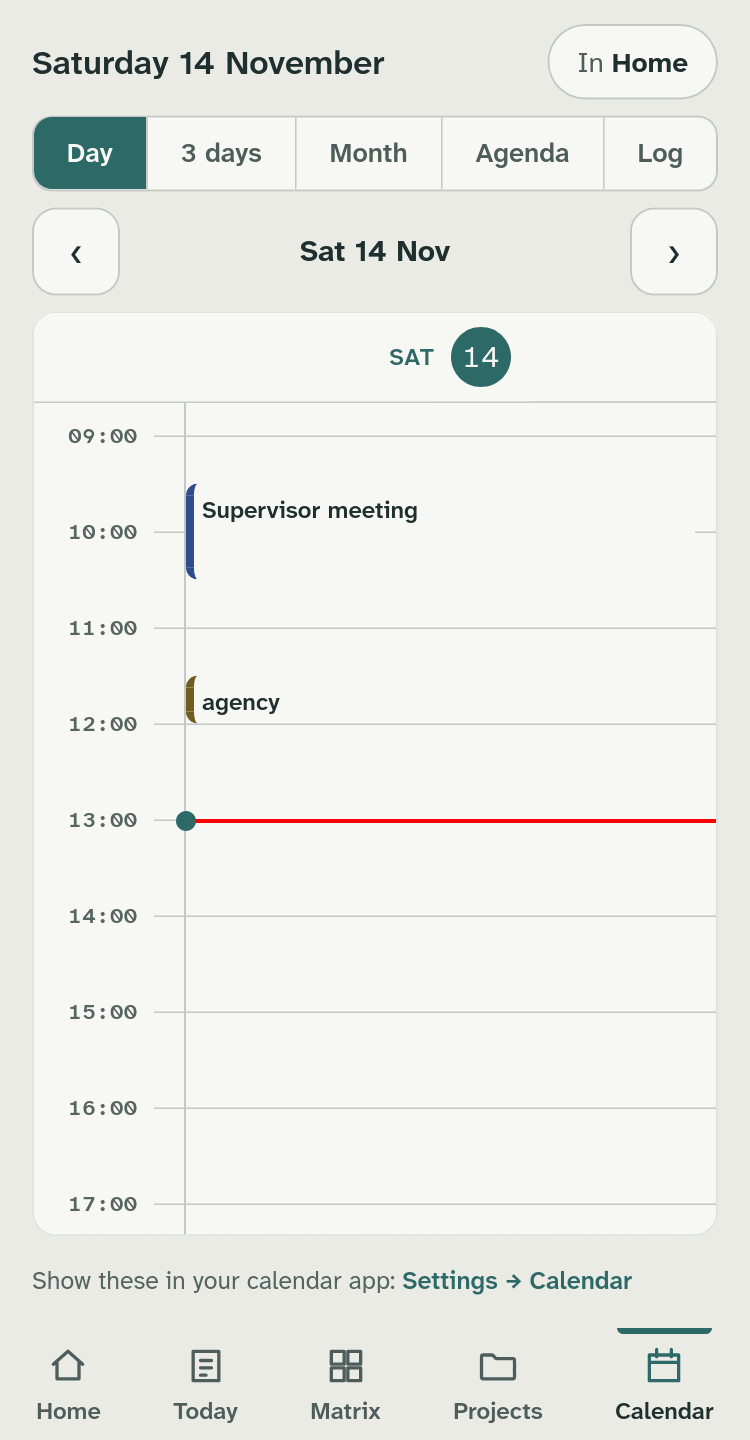 Saturday 14 November
In Home
Day 3 days Month Agenda Log
‹ Sat 14 Nov ›
SAT 14
09:00
Supervisor meeting
10:00
11:00
agency
12:00
13:00
14:00
15:00
16:00
17:00
Show these in your calendar app: Settings → Calendar
Home Today Matrix Projects Calendar